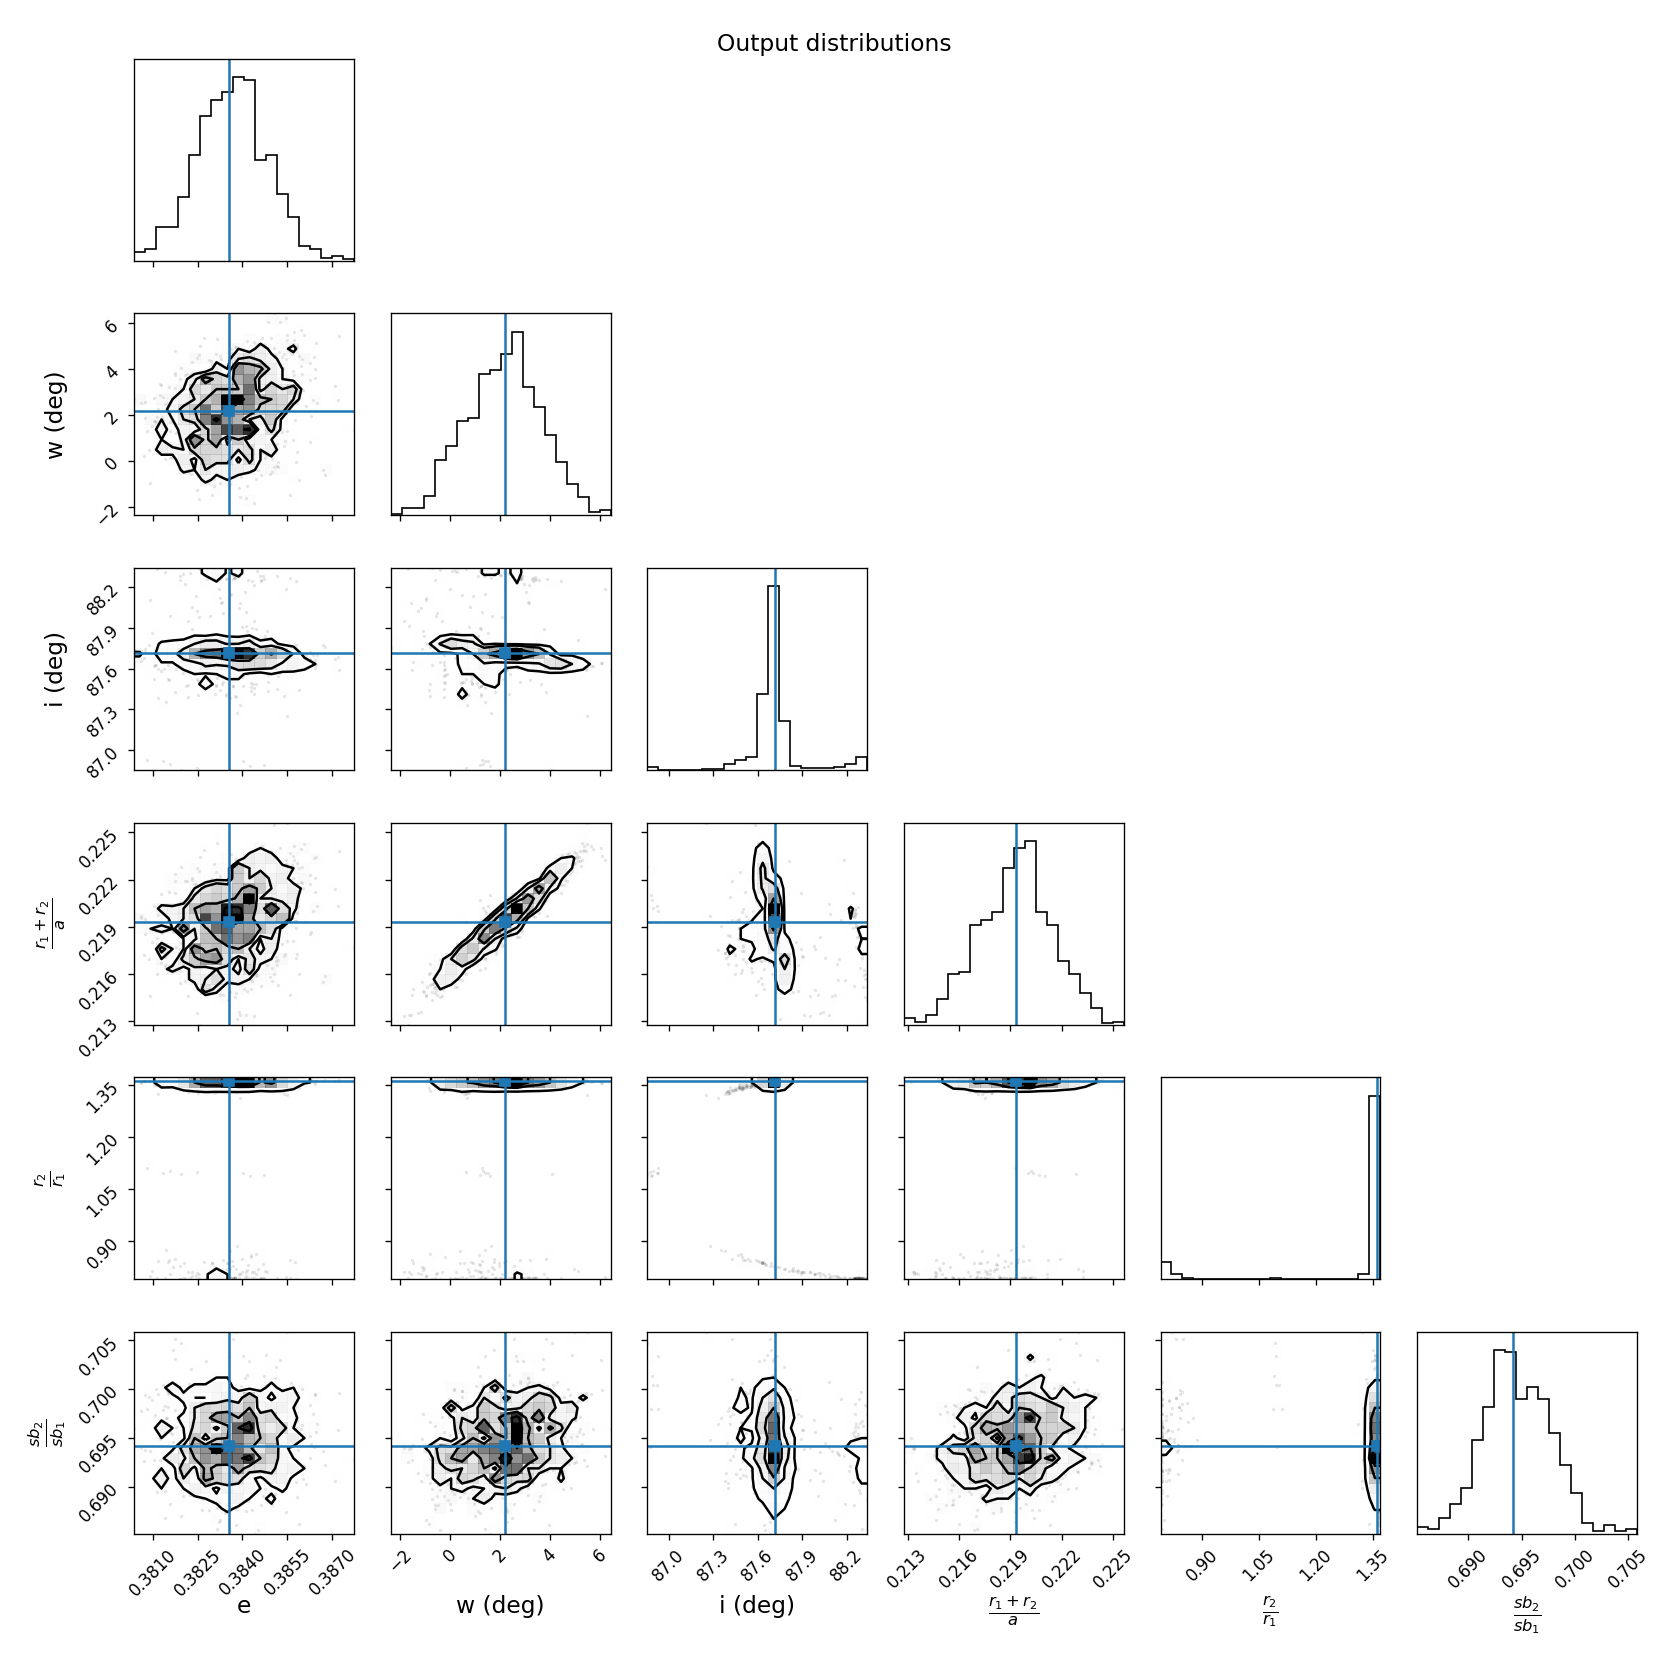 Output distributions
w (deg)
6
4
2
0
−2
i (deg)
88.2
87.9
87.6
87.3
87.0
r₁ + r₂
a
0.225
0.222
0.219
0.216
0.213
r₂
r₁
1.35
1.20
1.05
0.90
sb₂
sb₁
0.705
0.700
0.695
0.690
0.3810 0.3825 0.3840 0.3855 0.3870 −2 0 2 4 6 87.0 87.3 87.6 87.9 88.2 0.213 0.216 0.219 0.222 0.225 0.90 1.05 1.20 1.35 0.690 0.695 0.700 0.705
e w (deg) i (deg) r₁ + r₂ r₂ sb₂
a r₁ sb₁